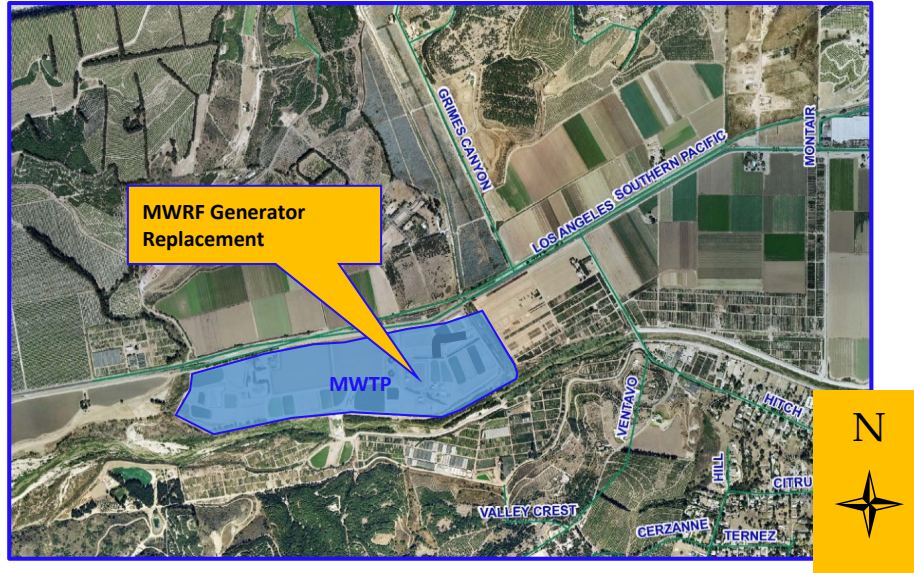 GRIMES CANYON
MONTAIR
LOS ANGELES SOUTHERN PACIFIC
MWRF Generator
Replacement
MWTP
VENTAVO
HITCH
HILL
CITRU
VALLEY CREST
CERZANNE
TERNEZ
N